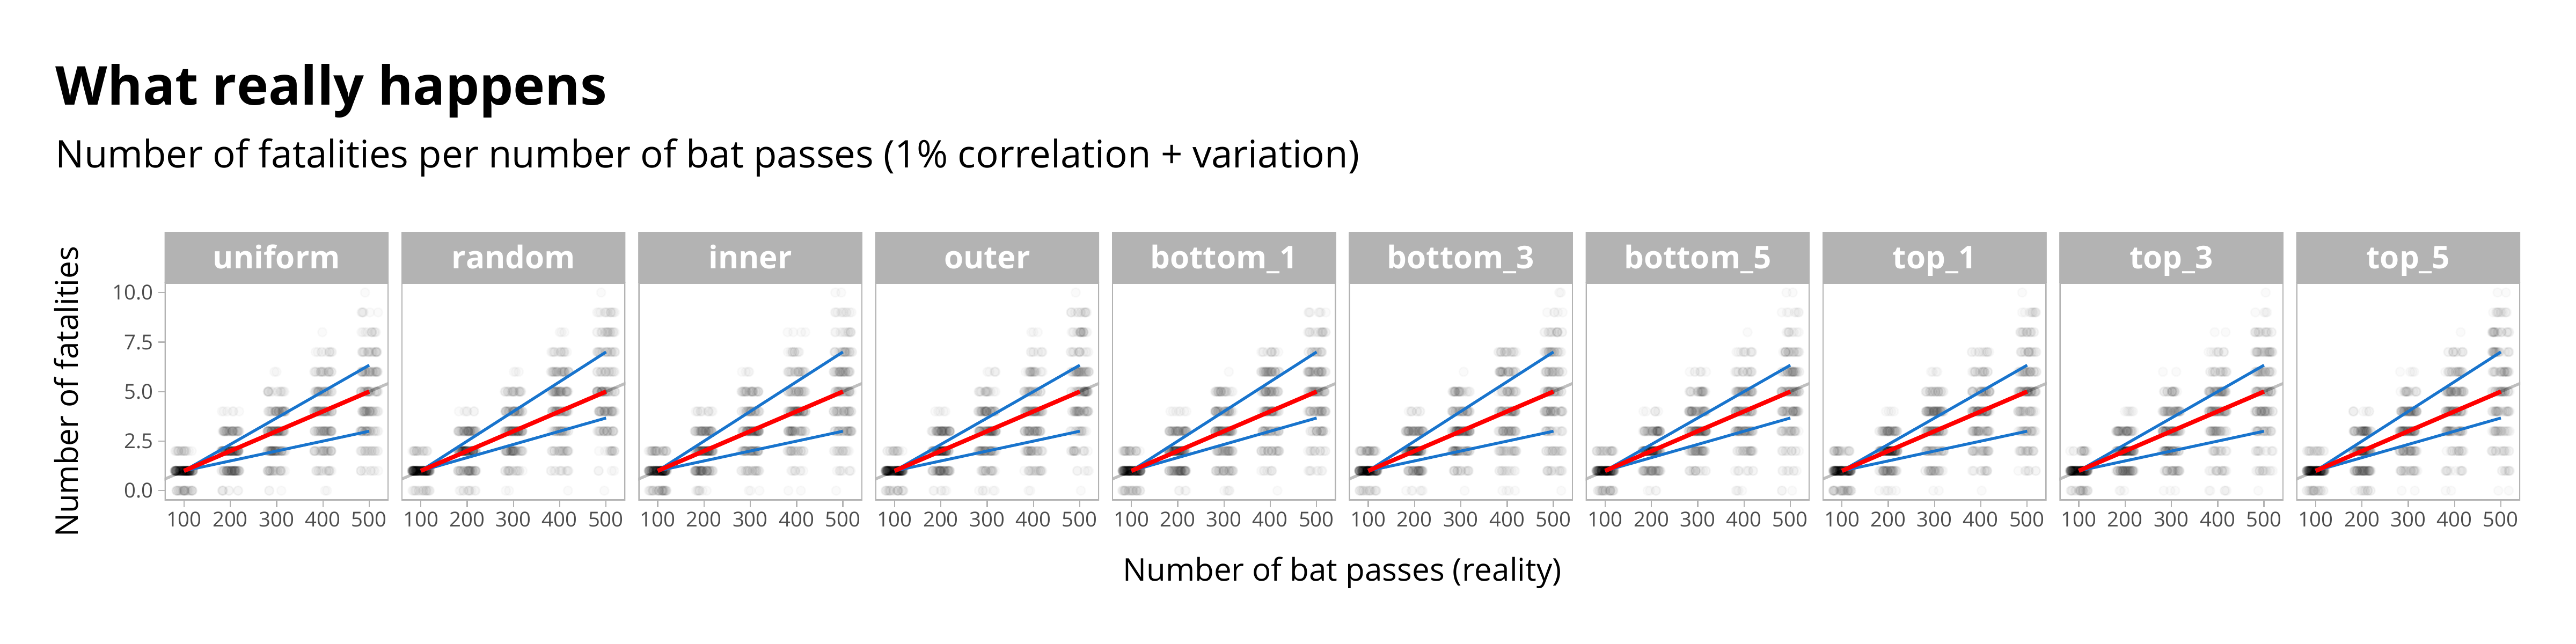 What really happens
Number of fatalities per number of bat passes (1% correlation + variation)
uniform random inner outer bottom_1 bottom_3 bottom_5 top_1 top_3 top_5
Number of fatalities
10.0
7.5
5.0
2.5
0.0
100 200 300 400 500 100 200 300 400 500 100 200 300 400 500 100 200 300 400 500 100 200 300 400 500 100 200 300 400 500 100 200 300 400 500 100 200 300 400 500 100 200 300 400 500 100 200 300 400 500
Number of bat passes (reality)